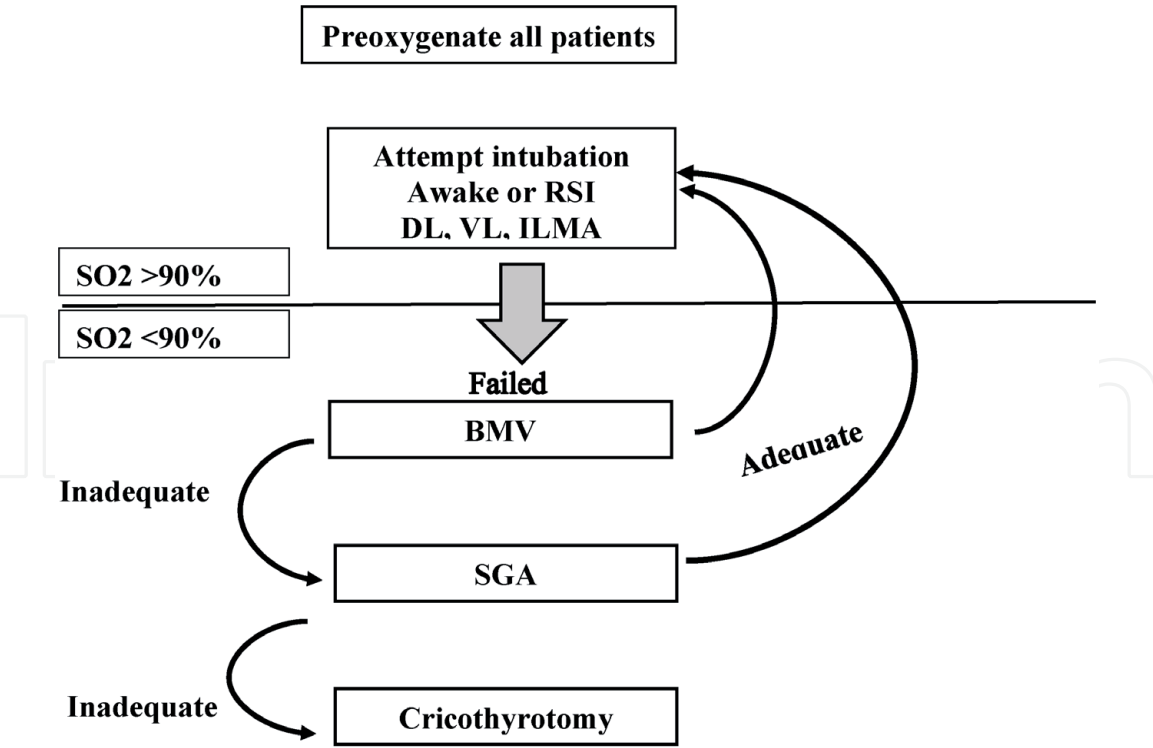 Preoxygenate all patients
Attempt intubation
Awake or RSI
DL, VL, ILMA
SO2 >90%
SO2 <90%
Failed
BMV
Adequate
Inadequate
SGA
Inadequate
Cricothyrotomy